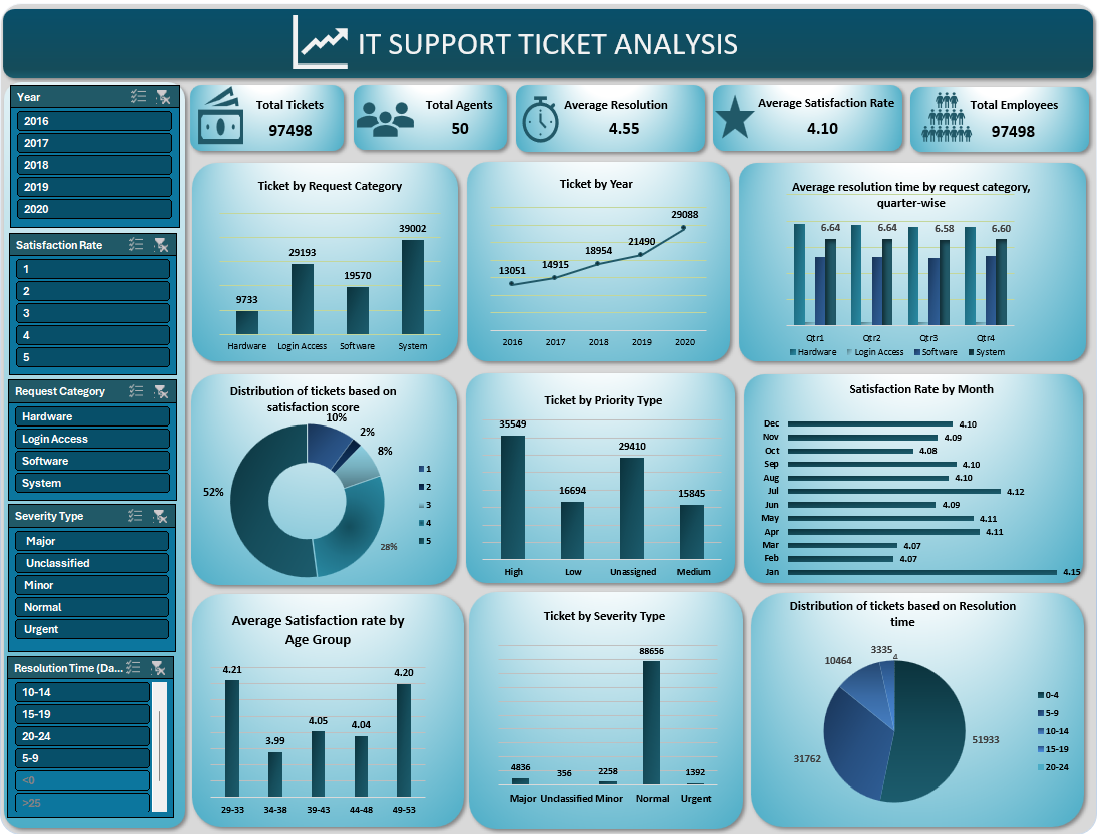 IT SUPPORT TICKET ANALYSIS
Year
2016
2017
2018
2019
2020
Satisfaction Rate
1
2
3
4
5
Request Category
Hardware
Login Access
Software
System
Severity Type
Major
Unclassified
Minor
Normal
Urgent
Resolution Time (Da...
10-14
15-19
20-24
5-9
<0
>25
Total Tickets
97498
Total Agents
50
Average Resolution
4.55
Average Satisfaction Rate
4.10
Total Employees
97498
Ticket by Request Category
9733
29193
19570
39002
Hardware Login Access Software System
Ticket by Year
13051
14915
18954
21490
29088
2016 2017 2018 2019 2020
Average resolution time by request category,
quarter-wise
6.64 6.64 6.58 6.60
Qtr1 Qtr2 Qtr3 Qtr4
Hardware Login Access Software System
Distribution of tickets based on
satisfaction score
10%
2%
8%
28%
52%
1
2
3
4
5
Ticket by Priority Type
35549
16694
29410
15845
High Low Unassigned Medium
Satisfaction Rate by Month
Dec 4.10
Nov 4.09
Oct 4.08
Sep 4.10
Aug 4.10
Jul 4.12
Jun 4.09
May 4.11
Apr 4.11
Mar 4.07
Feb 4.07
Jan 4.15
Average Satisfaction rate by
Age Group
4.21
3.99
4.05
4.04
4.20
29-33 34-38 39-43 44-48 49-53
Ticket by Severity Type
4836
356
2258
88656
1392
Major Unclassified Minor Normal Urgent
Distribution of tickets based on Resolution
time
51933
31762
10464
3335
4
0-4
5-9
10-14
15-19
20-24